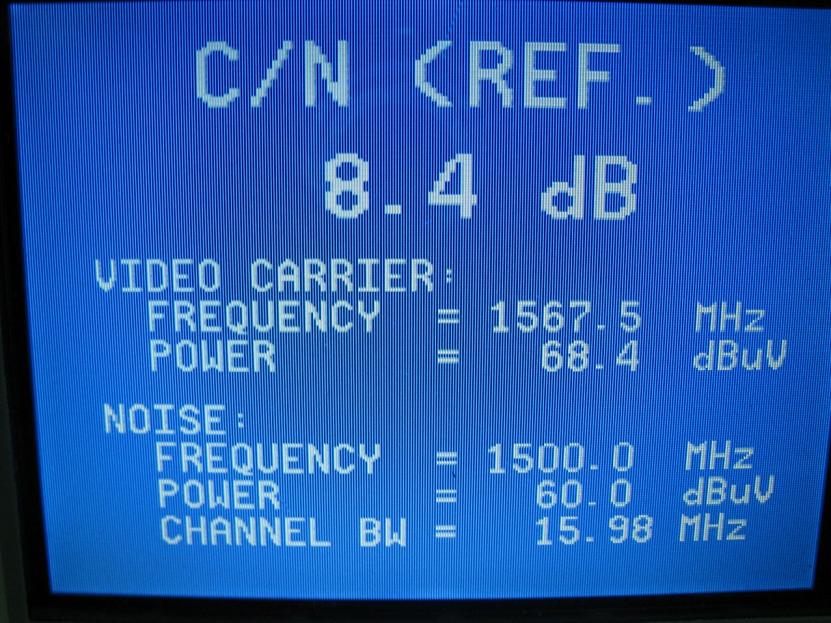 C/N (REF.)
8.4 dB
VIDEO CARRIER:
FREQUENCY = 1567.5 MHz
POWER = 68.4 dBuV
NOISE:
FREQUENCY = 1500.0 MHz
POWER = 60.0 dBuV
CHANNEL BW = 15.98 MHz